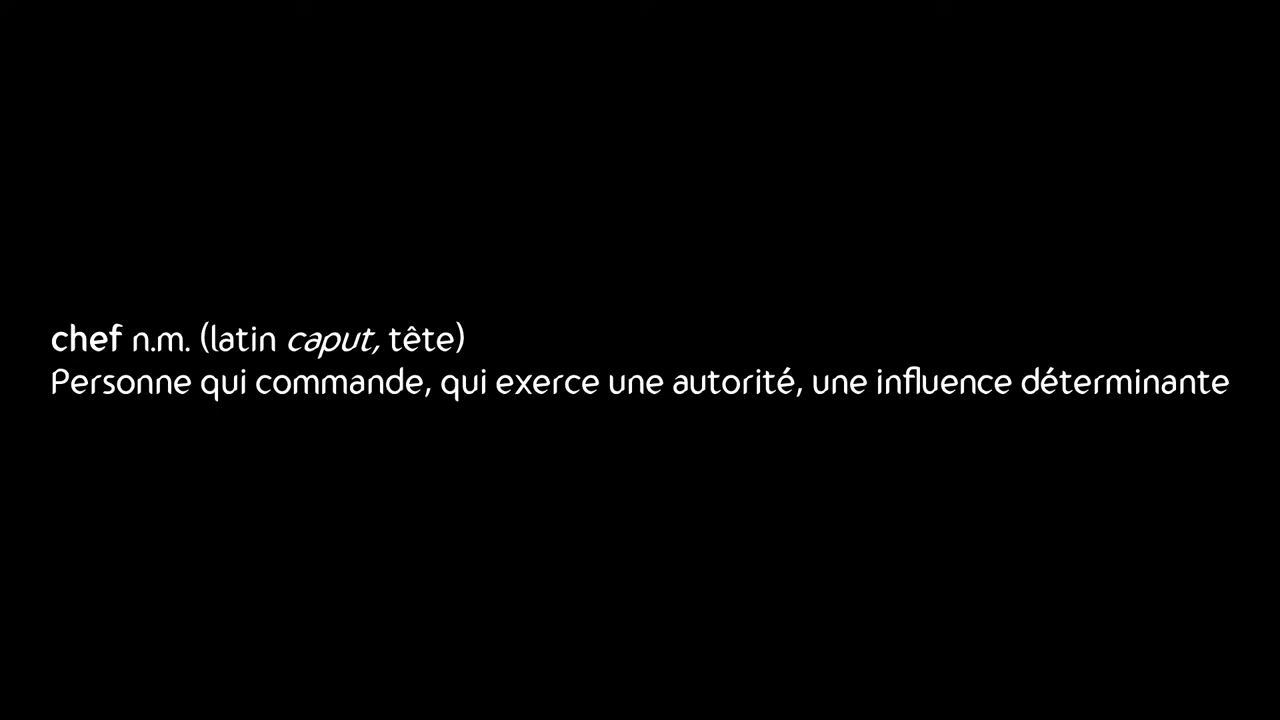 chef n.m. (latin caput, tête)
Personne qui commande, qui exerce une autorité, une influence déterminante